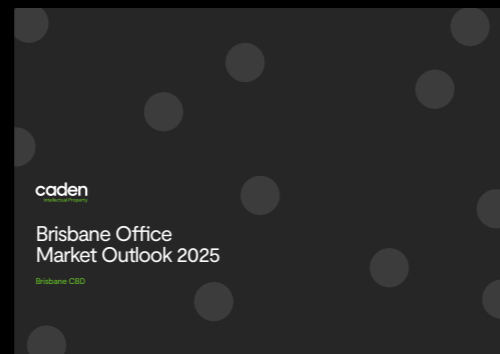 caden
Intellectual Property
Brisbane Office
Market Outlook 2025
Brisbane CBD